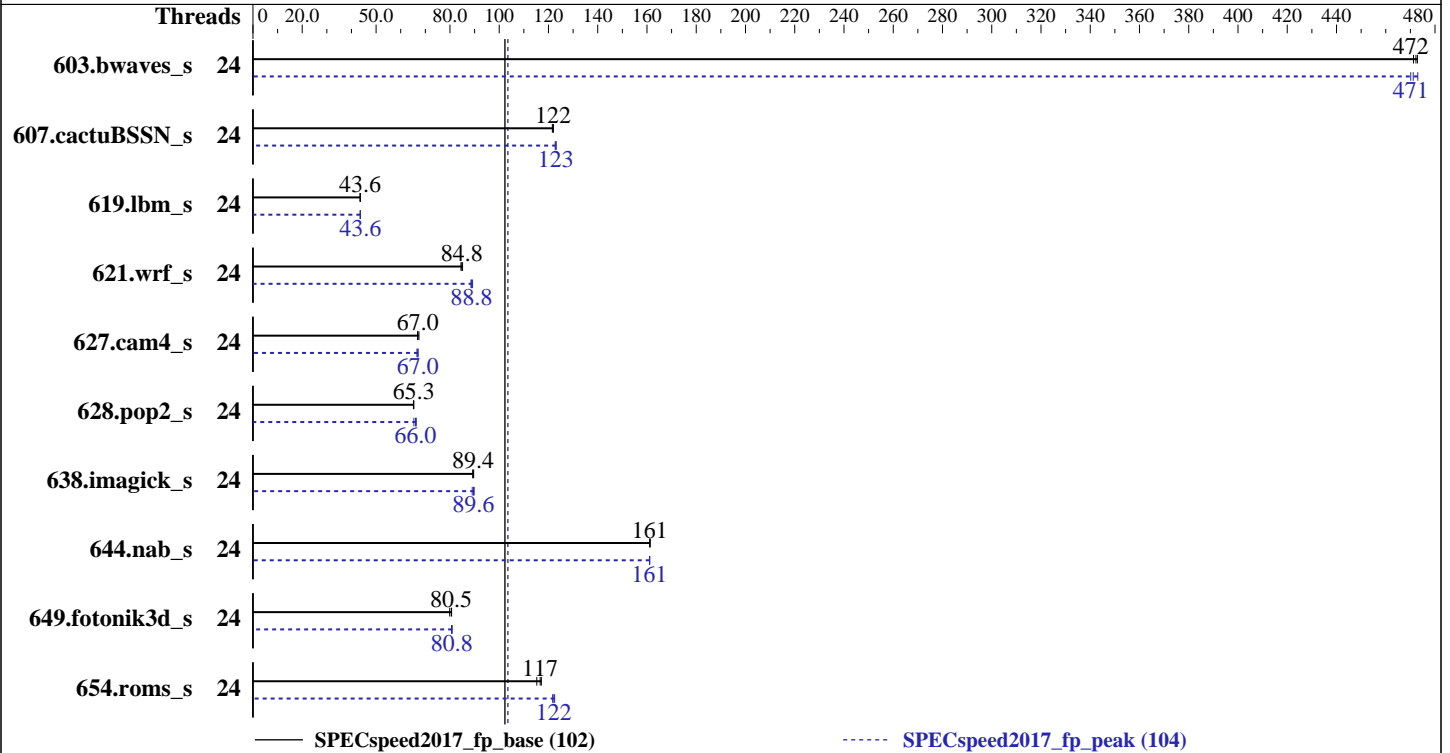 Threads 0 20.0 50.0 80.0 100 120 140 160 180 200 220 240 260 280 300 320 340 360 380 400 420 440 480
472
603.bwaves_s 24
471
122
607.cactuBSSN_s 24
123
43.6
619.lbm_s 24
43.6
84.8
621.wrf_s 24
88.8
67.0
627.cam4_s 24
67.0
65.3
628.pop2_s 24
66.0
89.4
638.imagick_s 24
89.6
161
644.nab_s 24
161
80.5
649.fotonik3d_s 24
80.8
117
654.roms_s 24
122
SPECspeed2017_fp_base (102) SPECspeed2017_fp_peak (104)